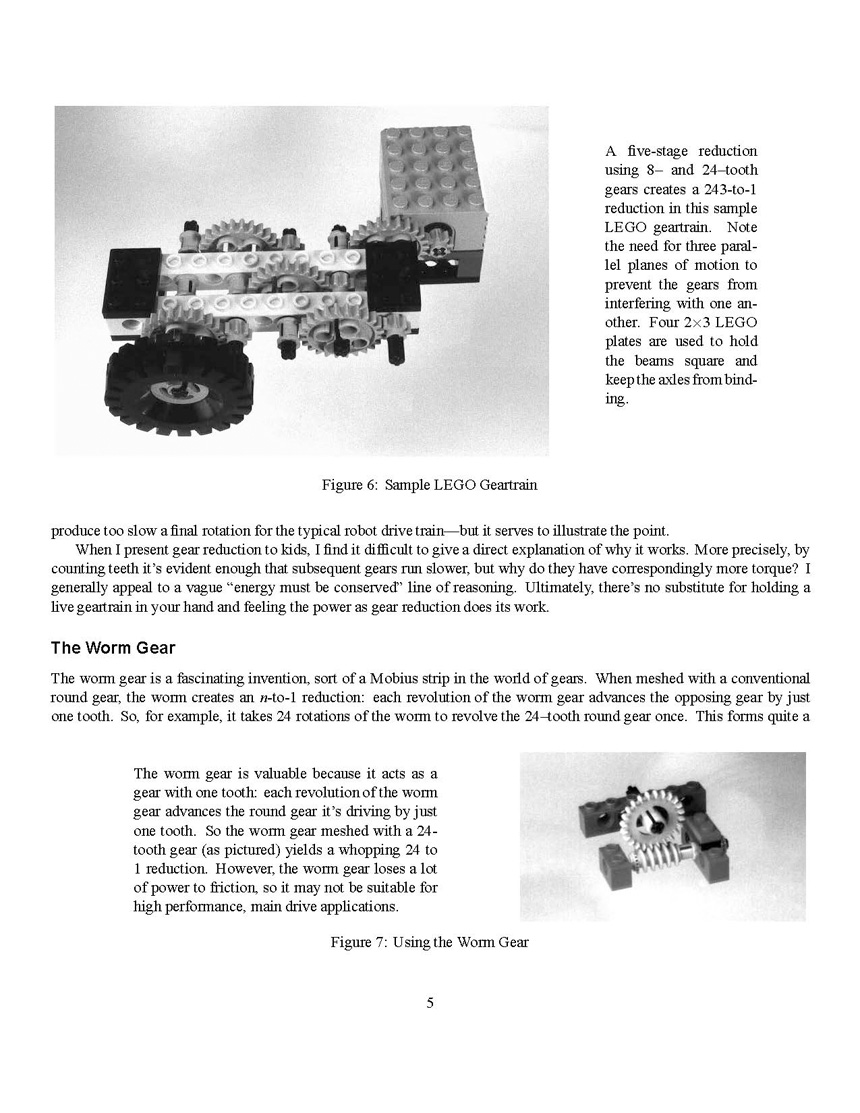 A five-stage reduction
using 8– and 24–tooth
gears creates a 243-to-1
reduction in this sample
LEGO geartrain. Note
the need for three paral-
lel planes of motion to
prevent the gears from
interfering with one an-
other. Four 2×3 LEGO
plates are used to hold
the beams square and
keep the axles from bind-
ing.
Figure 6: Sample LEGO Geartrain
produce too slow a final rotation for the typical robot drive train—but it serves to illustrate the point.
When I present gear reduction to kids, I find it difficult to give a direct explanation of why it works. More precisely, by
counting teeth it's evident enough that subsequent gears run slower, but why do they have correspondingly more torque? I
generally appeal to a vague “energy must be conserved” line of reasoning. Ultimately, there's no substitute for holding a
live geartrain in your hand and feeling the power as gear reduction does its work.
The Worm Gear
The worm gear is a fascinating invention, sort of a Mobius strip in the world of gears. When meshed with a conventional
round gear, the worm creates an n-to-1 reduction: each revolution of the worm gear advances the opposing gear by just
one tooth. So, for example, it takes 24 rotations of the worm to revolve the 24–tooth round gear once. This forms quite a
The worm gear is valuable because it acts as a
gear with one tooth: each revolution of the worm
gear advances the round gear it's driving by just
one tooth. So the worm gear meshed with a 24-
tooth gear (as pictured) yields a whopping 24 to
1 reduction. However, the worm gear loses a lot
of power to friction, so it may not be suitable for
high performance, main drive applications.
Figure 7: Using the Worm Gear
5